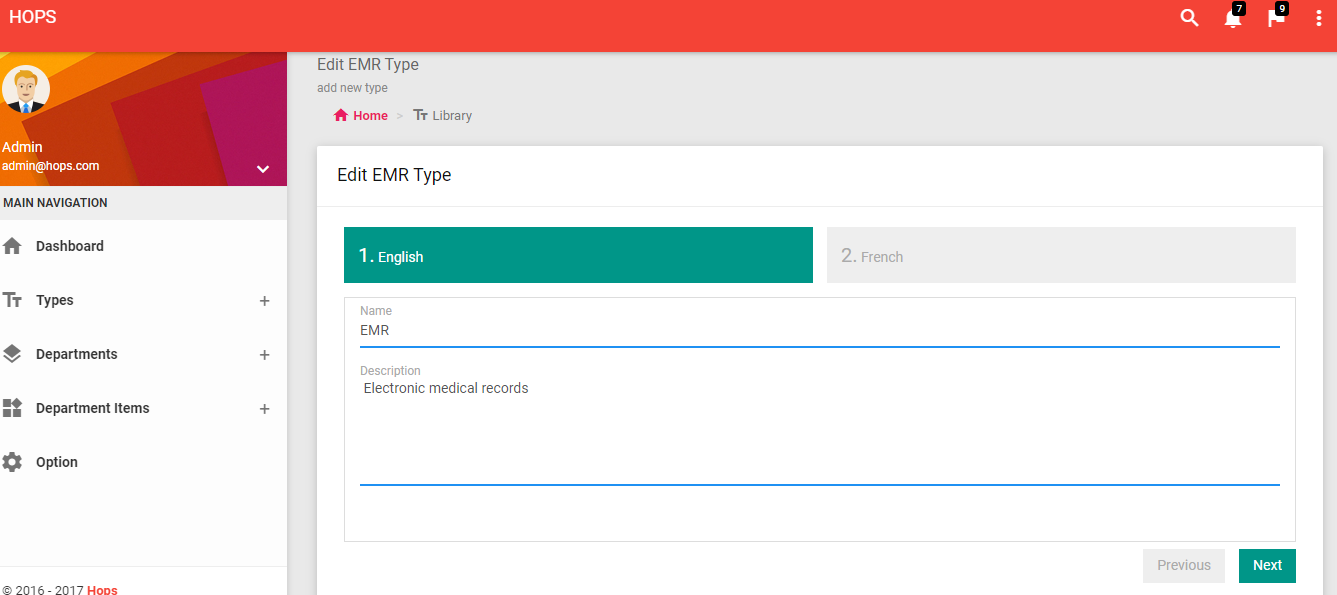 HOPS
7
9
Admin
admin@hops.com
MAIN NAVIGATION
Dashboard
Types +
Departments +
Department Items +
Option
© 2016 - 2017 Hops
Edit EMR Type
add new type
Home > Library
Edit EMR Type
1. English
2. French
Name
EMR
Description
Electronic medical records
Previous
Next